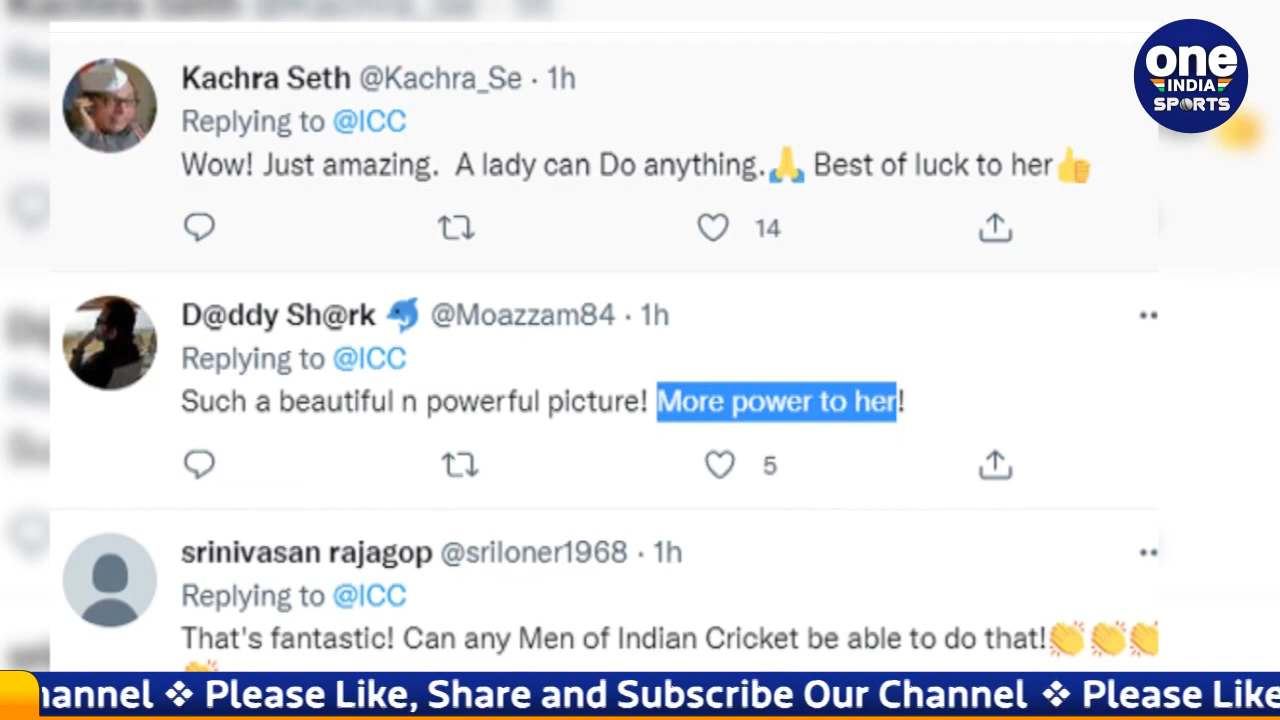 one
INDIA
SPORTS
Kachra Seth @Kachra_Se · 1h
Replying to @ICC
Wow! Just amazing. A lady can Do anything.🙏 Best of luck to her👍
14
D@ddy Sh@rk 🐬 @Moazzam84 · 1h
Replying to @ICC
Such a beautiful n powerful picture! More power to her!
5
srinivasan rajagop @sriloner1968 · 1h
Replying to @ICC
That's fantastic! Can any Men of Indian Cricket be able to do that!👏👏👏
hannel ❖ Please Like, Share and Subscribe Our Channel ❖ Please Like